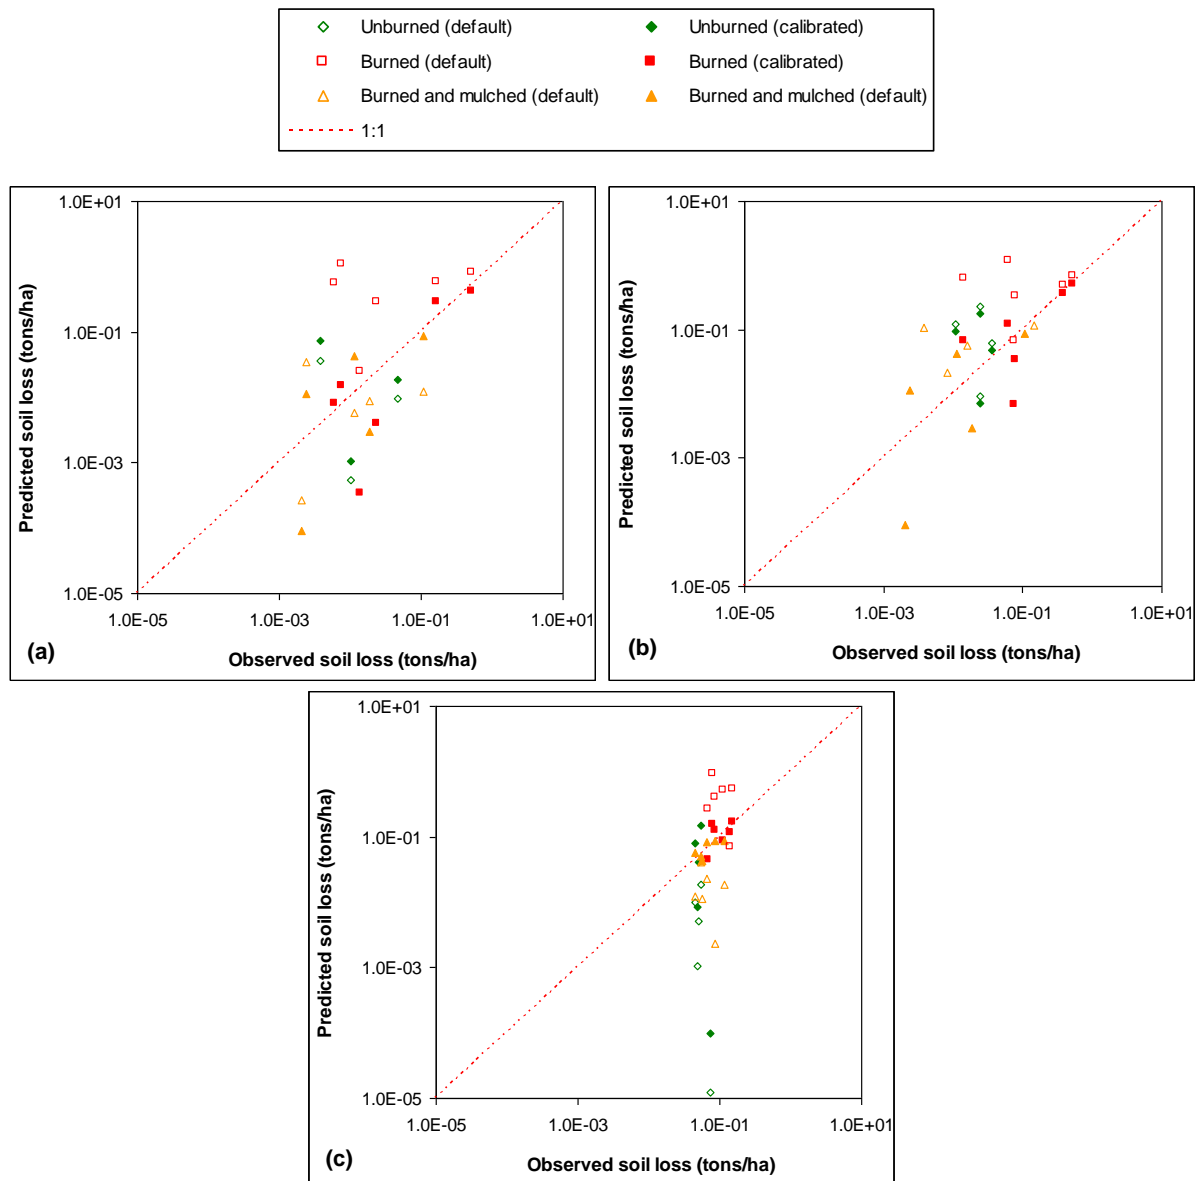 Unburned (default)
Unburned (calibrated)
Burned (default)
Burned (calibrated)
Burned and mulched (default)
Burned and mulched (default)
1:1
1.0E+01
1.0E-01
1.0E-03
1.0E-05
1.0E-05
1.0E-03
1.0E-01
1.0E+01
Predicted soil loss (tons/ha)
Observed soil loss (tons/ha)
(a)
1.0E+01
1.0E-01
1.0E-03
1.0E-05
1.0E-05
1.0E-03
1.0E-01
1.0E+01
Predicted soil loss (tons/ha)
Observed soil loss (tons/ha)
(b)
1.0E+01
1.0E-01
1.0E-03
1.0E-05
1.0E-05
1.0E-03
1.0E-01
1.0E+01
Predicted soil loss (tons/ha)
Observed soil loss (tons/ha)
(c)